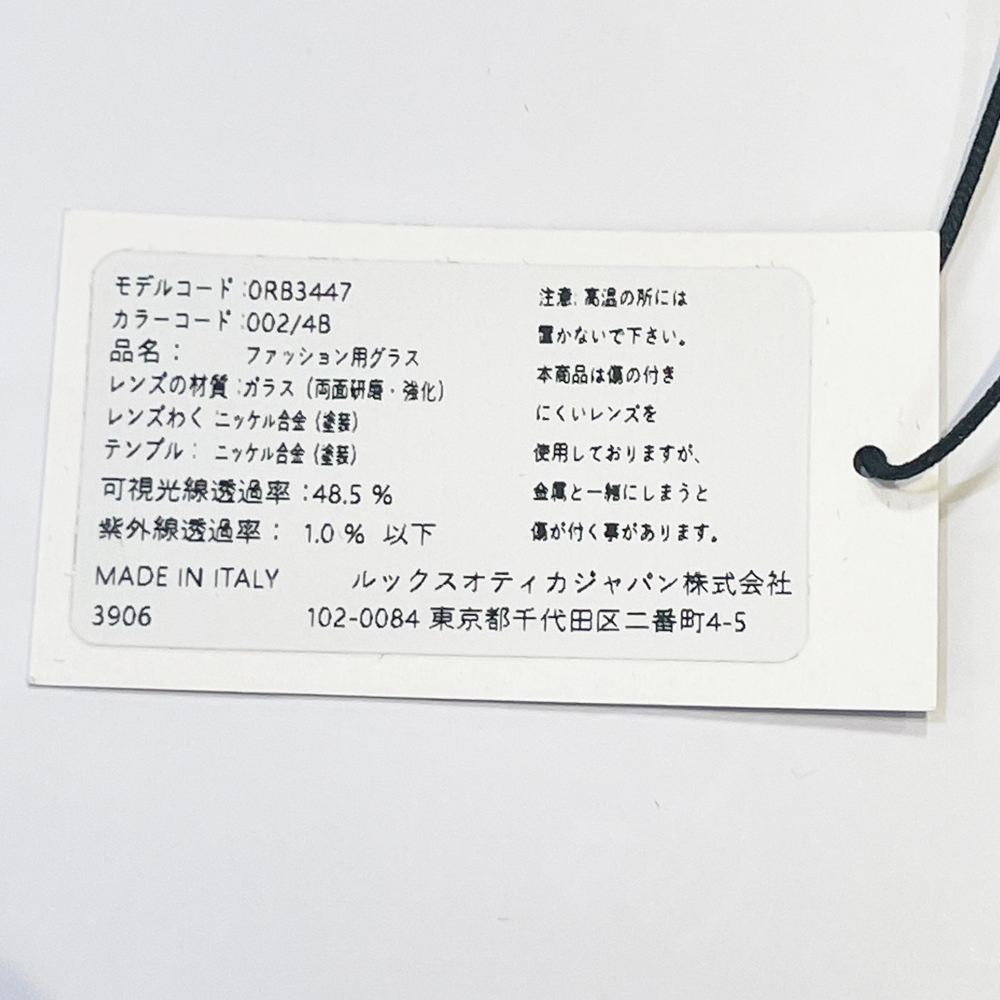 モデルコード:0RB3447
カラーコード:002/4B
品名: ファッション用グラス
レンズの材質:ガラス(両面研磨・強化)
レンズわく ニッケル合金(塗装)
テンプル: ニッケル合金(塗装)
可視光線透過率:48.5 %
紫外線透過率: 1.0 % 以下
注意:高温の所には
置かないで下さい。
本商品は傷の付き
にくいレンズを
使用しておりますが、
金属と一緒にしまうと
傷が付く事があります。
MADE IN ITALY ルックスオティカジャパン株式会社
3906 102-0084 東京都千代田区二番町4-5